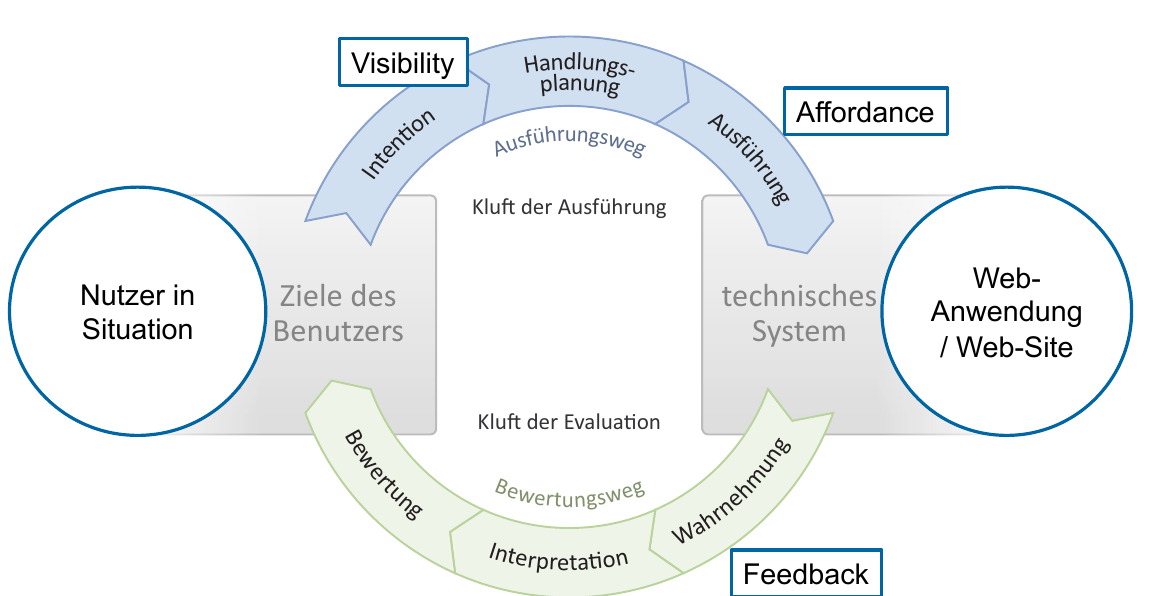 Visibility
Handlungs-
planung
Affordance
Intention
Ausführung
Ausführungsweg
Kluft der Ausführung
Nutzer in
Situation
Ziele des
Benutzers
technisches
System
Web-
Anwendung
/ Web-Site
Kluft der Evaluation
Bewertung
Bewertungsweg
Wahrnehmung
Interpretation
Feedback